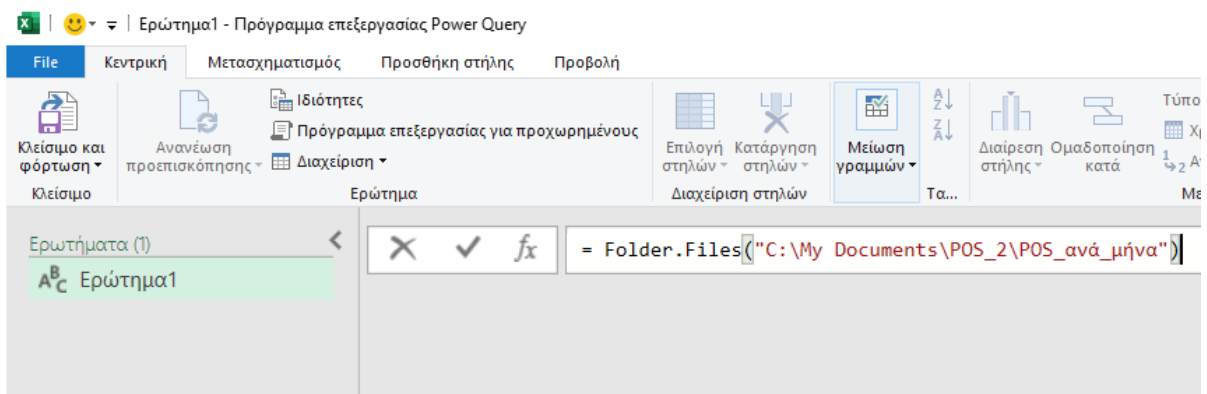 Ερώτημα1 - Πρόγραμμα επεξεργασίας Power Query
File Κεντρική Μετασχηματισμός Προσθήκη στήλης Προβολή
Κλείσιμο και φόρτωση
Ανανέωση προεπισκόπησης
Ιδιότητες
Πρόγραμμα επεξεργασίας για προχωρημένους
Διαχείριση
Επιλογή στηλών
Κατάργηση στηλών
Μείωση γραμμών
Διαίρεση στήλης
Ομαδοποίηση κατά
Κλείσιμο Ερώτημα Διαχείριση στηλών Τα...
Ερωτήματα (1)
ABC Ερώτημα1
fx = Folder.Files("C:\My Documents\POS_2\POS_ανά_μήνα")